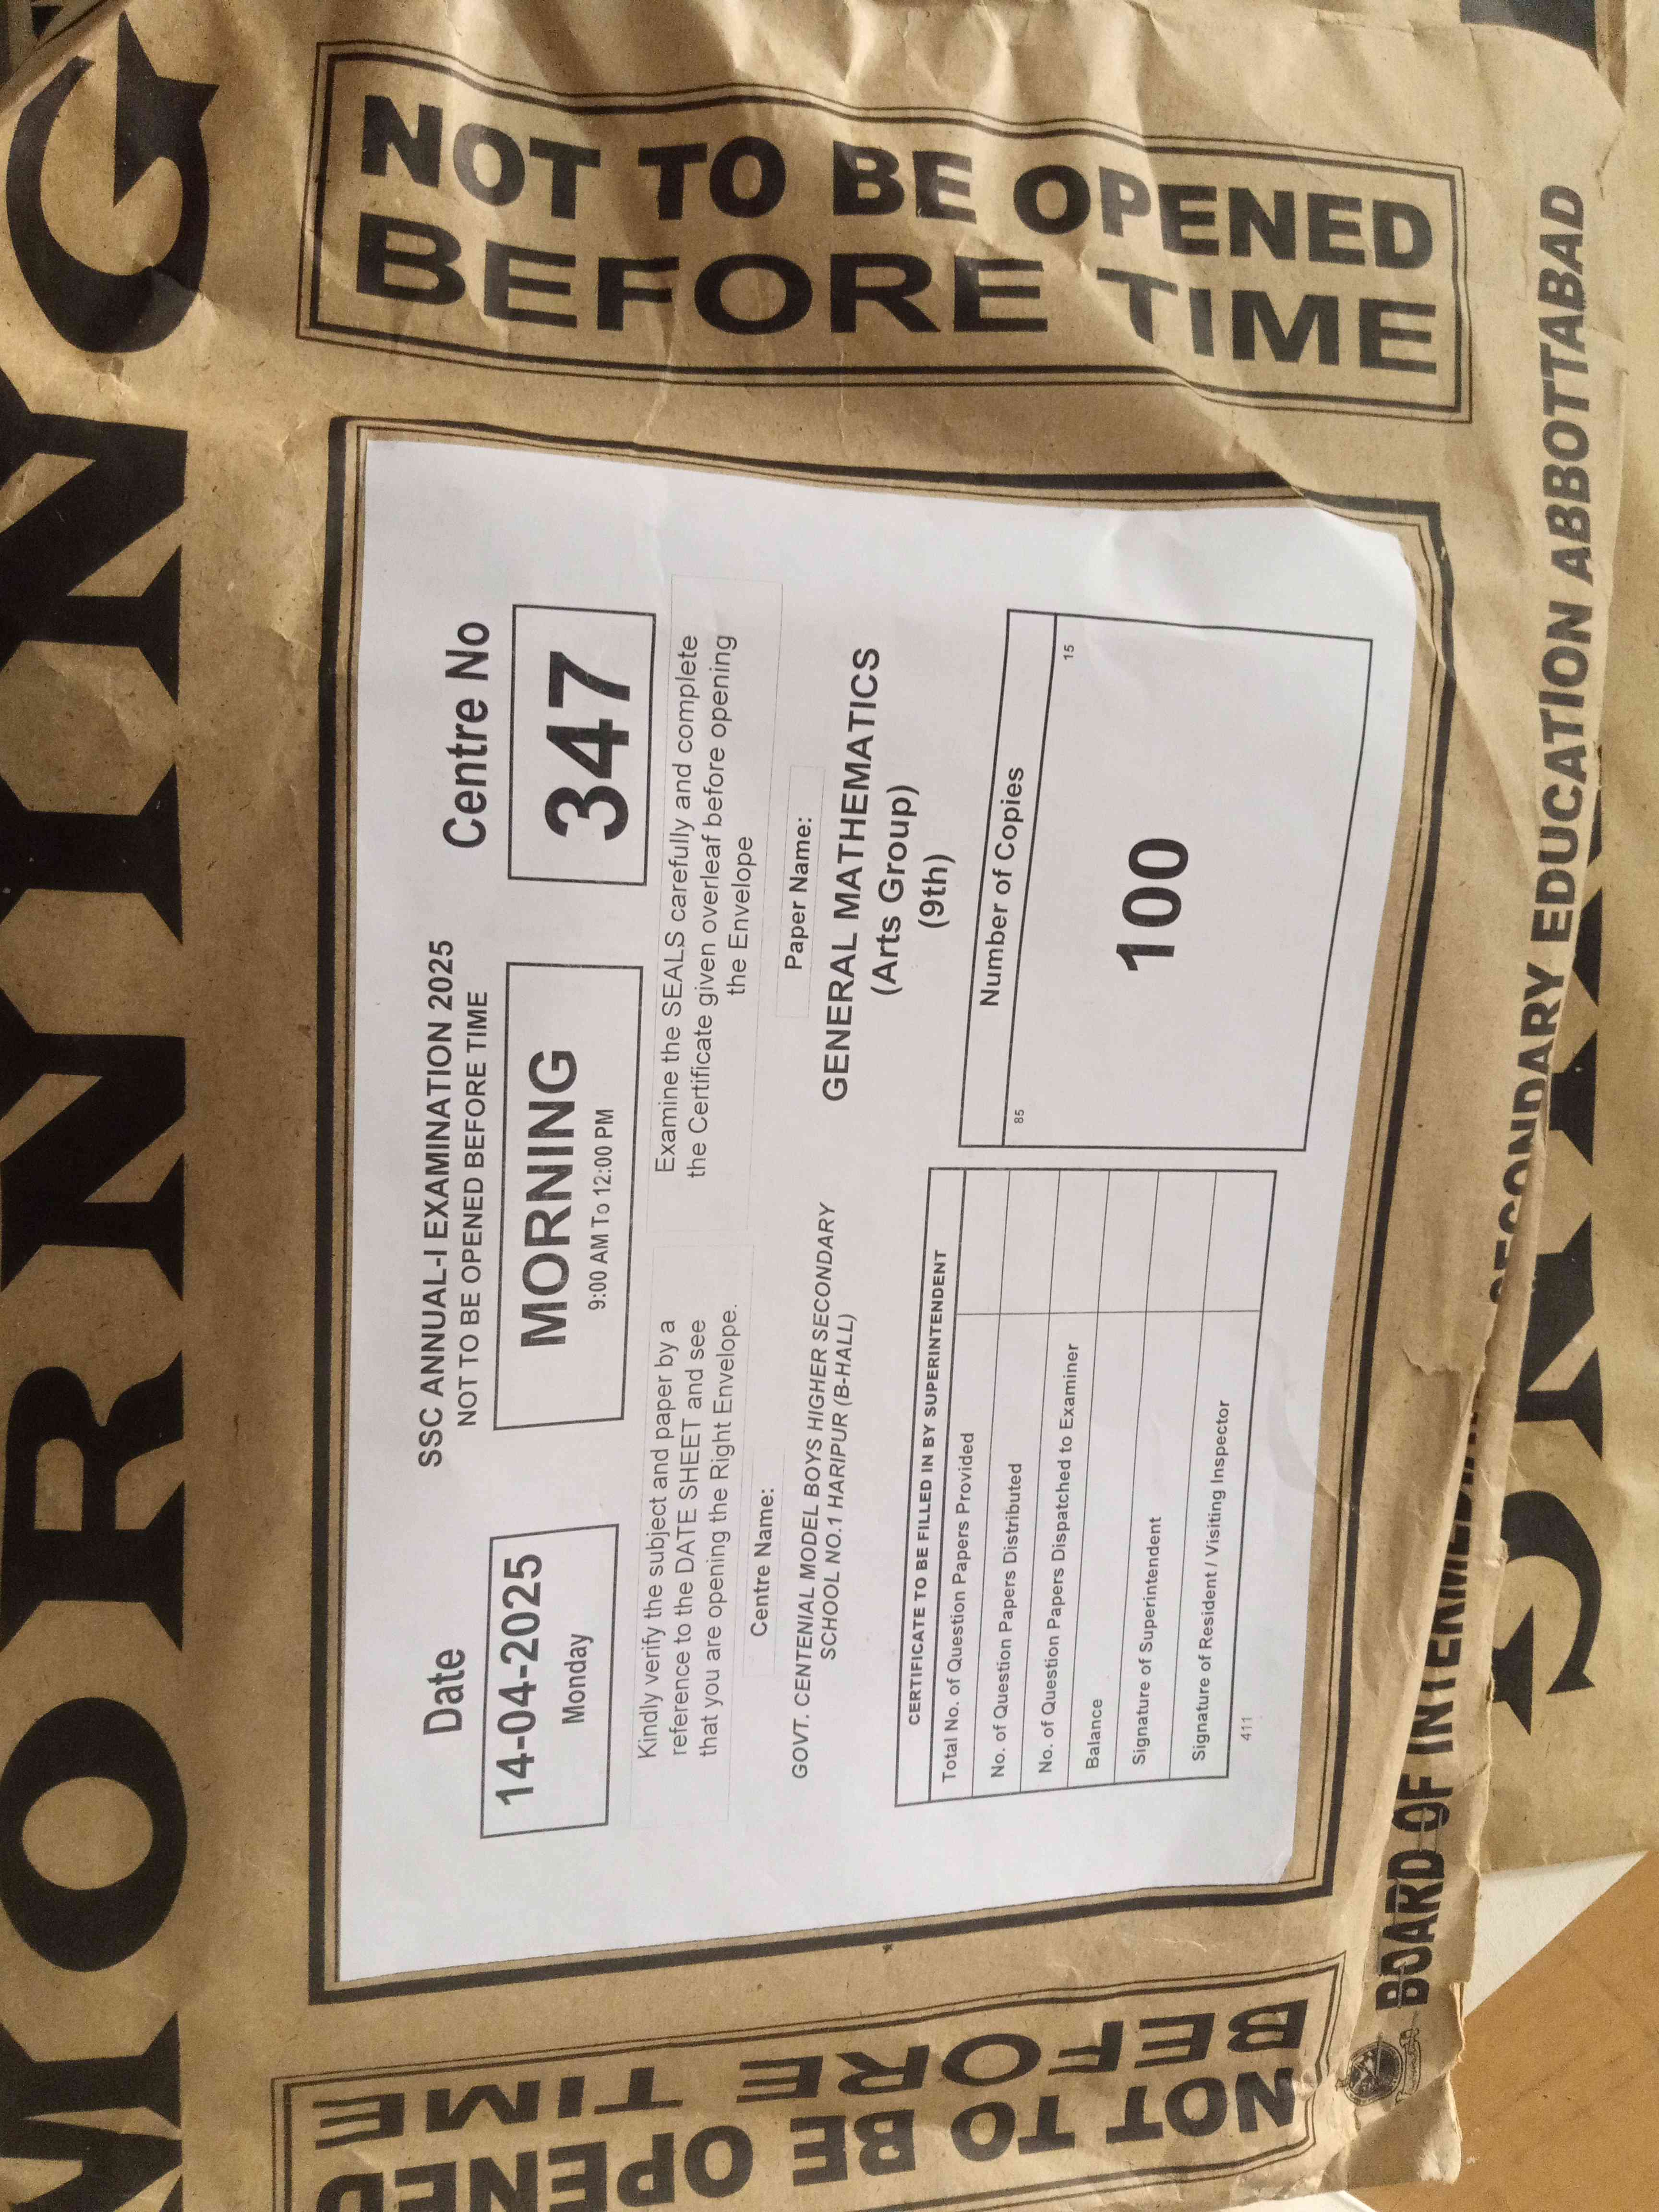 MORNING
NOT TO BE OPENED
BEFORE TIME
SSC ANNUAL-I EXAMINATION 2025
NOT TO BE OPENED BEFORE TIME
Date
14-04-2025
Monday
MORNING
9:00 AM To 12:00 PM
Centre No
347
Kindly verify the subject and paper by a
reference to the DATE SHEET and see
that you are opening the Right Envelope.
Examine the SEALS carefully and complete
the Certificate given overleaf before opening
the Envelope
Centre Name:
GOVT. CENTENIAL MODEL BOYS HIGHER SECONDARY
SCHOOL NO.1 HARIPUR (B-HALL)
Paper Name:
GENERAL MATHEMATICS
(Arts Group)
(9th)
CERTIFICATE TO BE FILLED IN BY SUPERINTENDENT
Total No. of Question Papers Provided
No. of Question Papers Distributed
No. of Question Papers Dispatched to Examiner
Balance
Signature of Superintendent
Signature of Resident / Visiting Inspector
411
Number of Copies
85
15
100
NOT TO BE OPENED
BEFORE TIME
BOARD OF INTERMEDIATE SECONDARY EDUCATION ABBOTTABAD